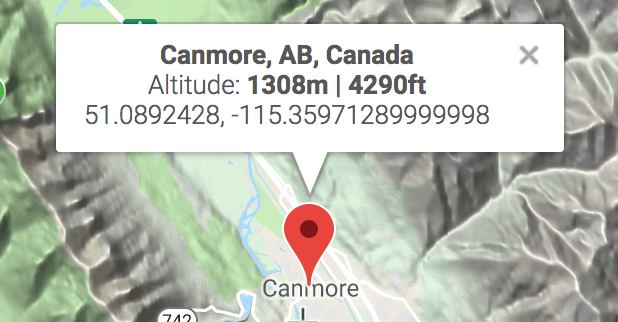 Canmore, AB, Canada
Altitude: 1308m | 4290ft
51.0892428, -115.35971289999998
Canmore
742